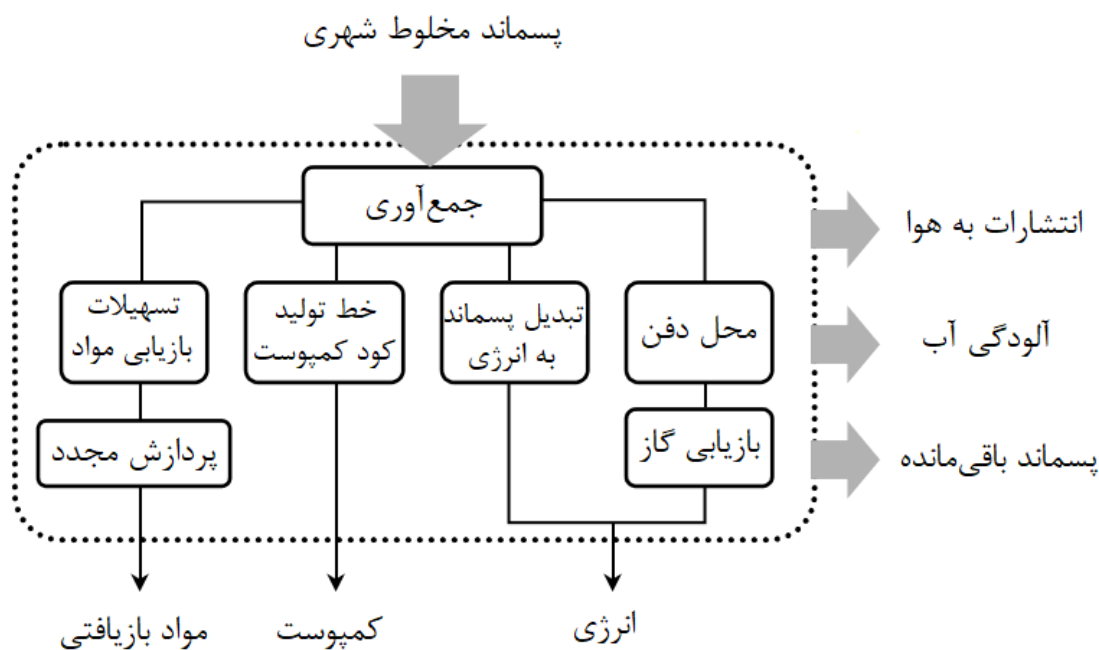 پسماند مخلوط شهری
جمع‌آوری
انتشارات به هوا
محل دفن
تبدیل پسماند
به انرژی
خط تولید
کود کمپوست
تسهیلات
بازیابی مواد
آلودگی آب
بازیابی گاز
پردازش مجدد
پسماند باقی‌مانده
انرژی
کمپوست
مواد بازیافتی